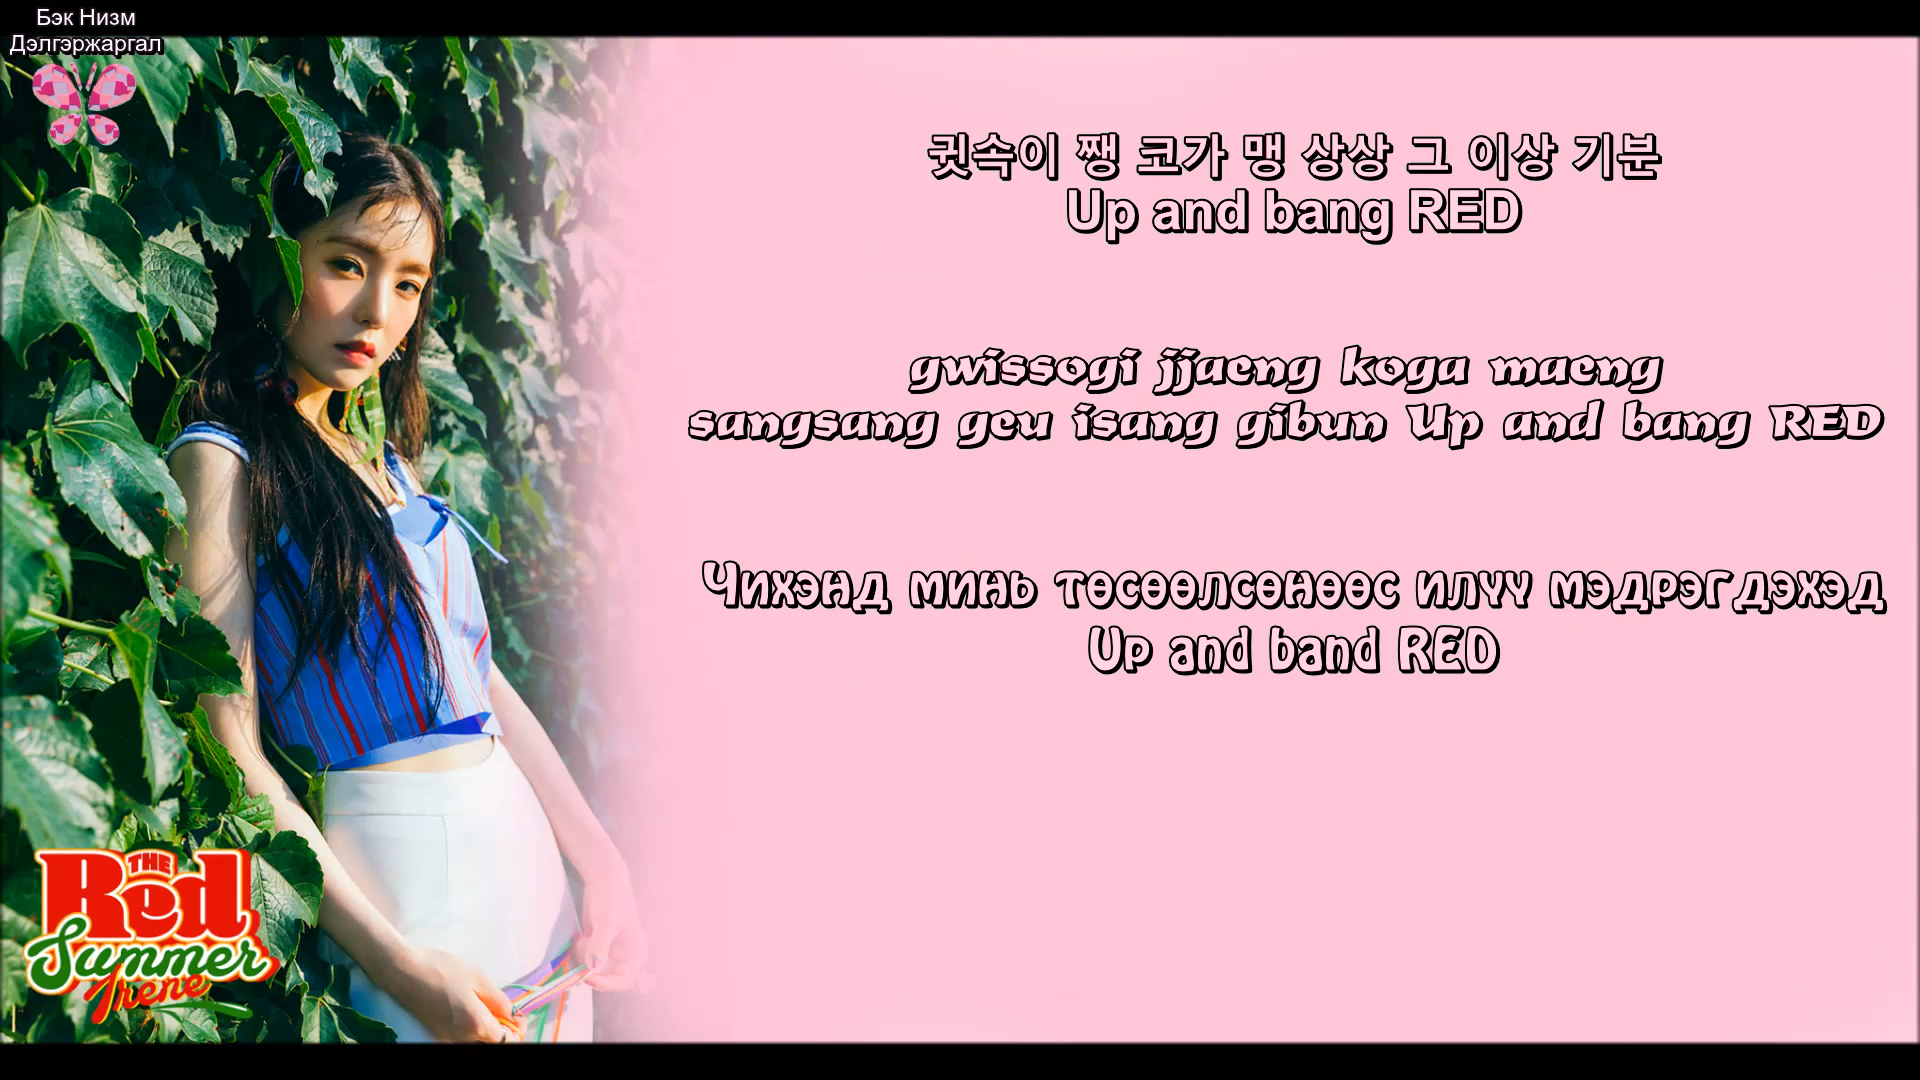 Бэк Низм
Дэлгэржаргал
귓속이 쨍 코가 맹 상상 그 이상 기분
Up and bang RED
gwissogi jjaeng koga maeng
sangsang geu isang gibun Up and bang RED
Чихэнд минь төсөөлсөнөөс илүү мэдрэгдэхэд
Up and band RED
THE
Red
Summer
Irene